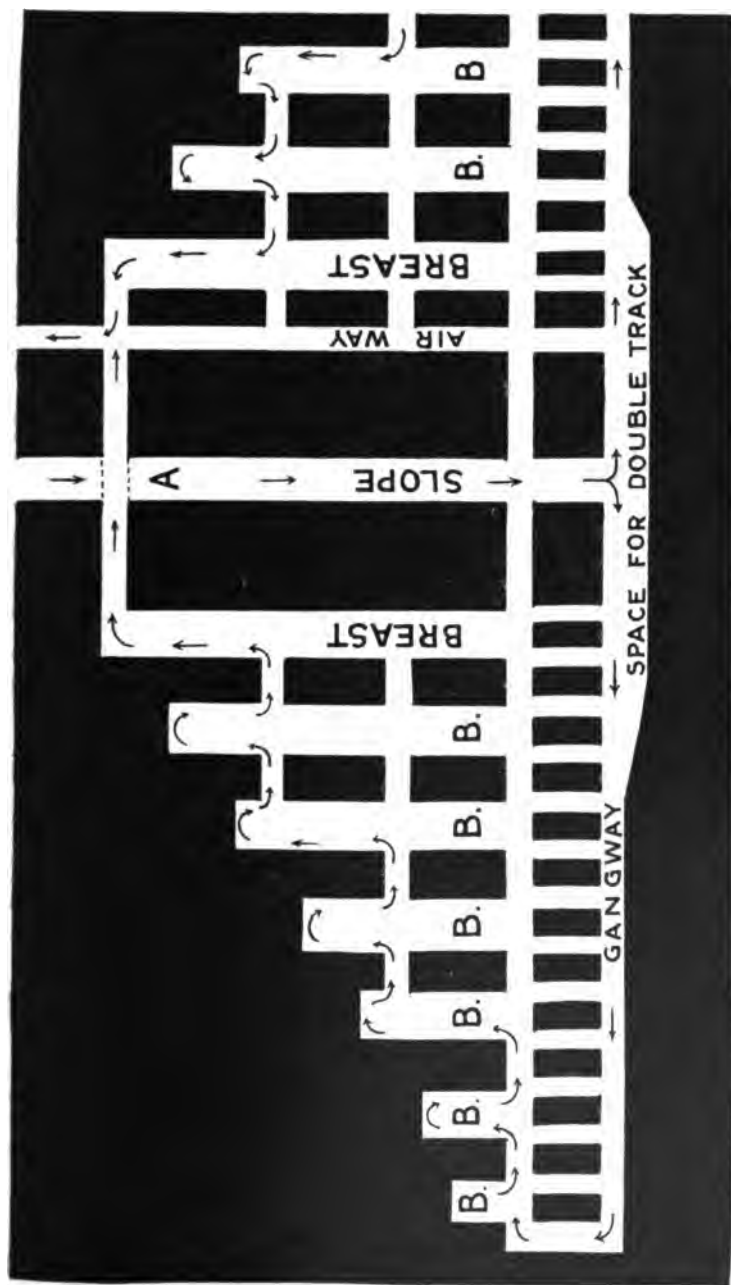 A
B.
B.
B.
B.
B.
B.
BREAST
SLOPE
AIR WAY
BREAST
B.
B
GANGWAY
SPACE FOR DOUBLE TRACK